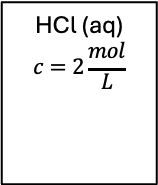 HCl (aq)
c = 2 mol/L